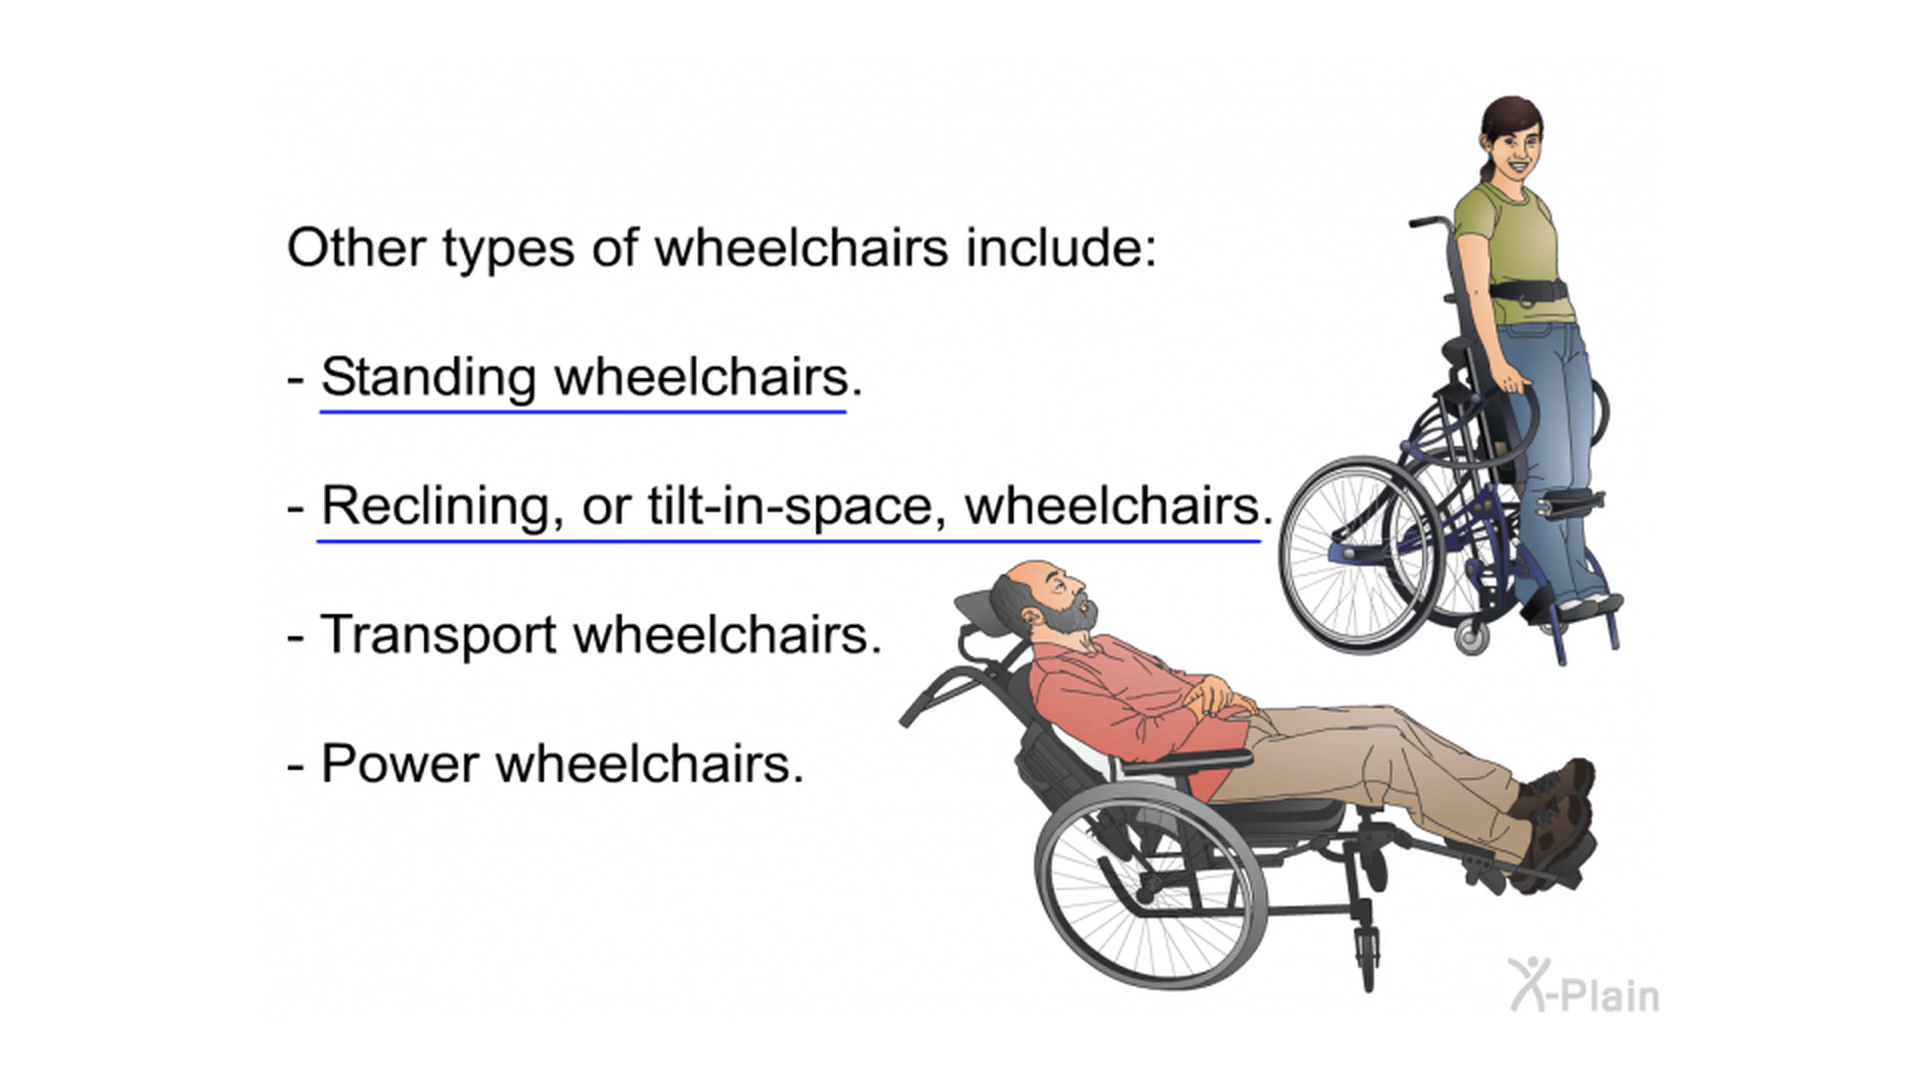 Other types of wheelchairs include:
- Standing wheelchairs.
- Reclining, or tilt-in-space, wheelchairs.
- Transport wheelchairs.
- Power wheelchairs.
X-Plain